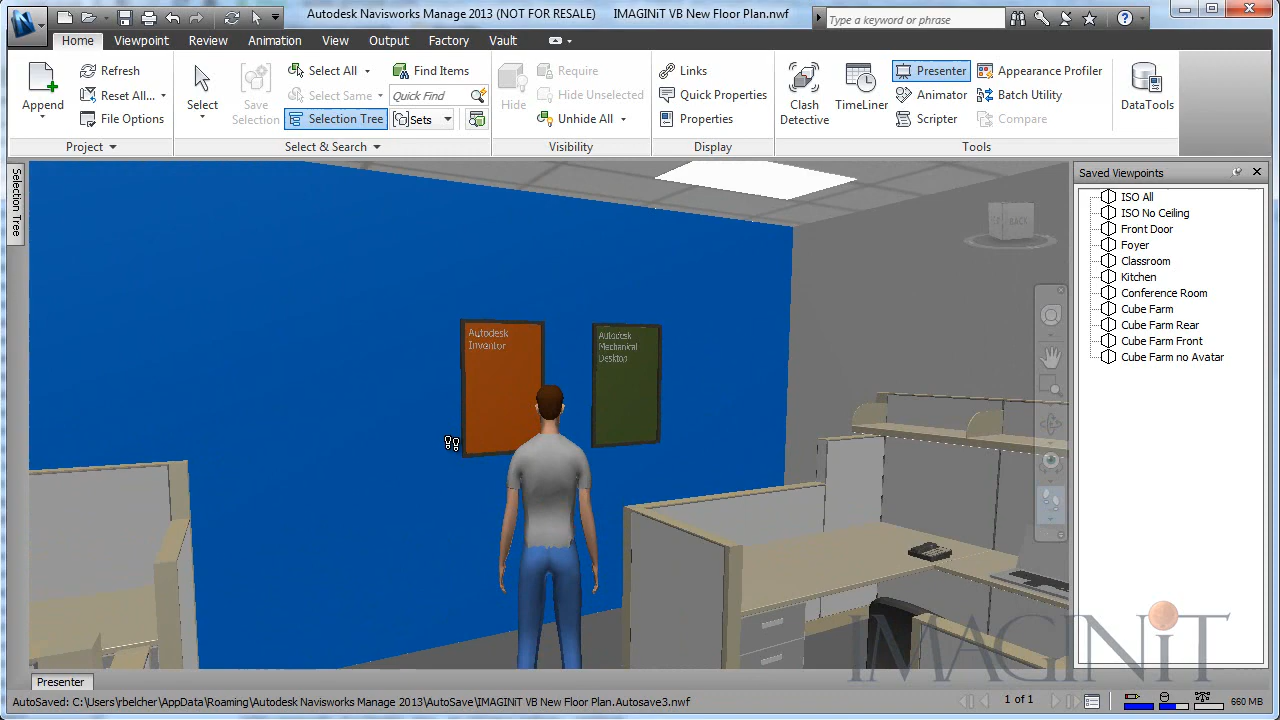 Autodesk Navisworks Manage 2013 (NOT FOR RESALE) IMAGINiT VB New Floor Plan.nwf
Type a keyword or phrase
Home Viewpoint Review Animation View Output Factory Vault
Append
Refresh
Reset All...
File Options
Project
Select
Save Selection
Select All
Select Same
Selection Tree
Find Items
Quick Find
Sets
Select & Search
Hide
Require
Hide Unselected
Unhide All
Visibility
Links
Quick Properties
Properties
Display
Clash Detective
TimeLiner
Presenter
Animator
Scripter
Appearance Profiler
Batch Utility
Compare
DataTools
Tools
Selection Tree
BACK
Autodesk
Inventor
Autodesk
Mechanical
Desktop
Saved Viewpoints
ISO All
ISO No Ceiling
Front Door
Foyer
Classroom
Kitchen
Conference Room
Cube Farm
Cube Farm Rear
Cube Farm Front
Cube Farm no Avatar
IMAGINiT
Presenter
AutoSaved: C:\Users\rbelcher\AppData\Roaming\Autodesk Navisworks Manage 2013\AutoSave\IMAGINiT VB New Floor Plan.Autosave3.nwf
1 of 1
660 MB